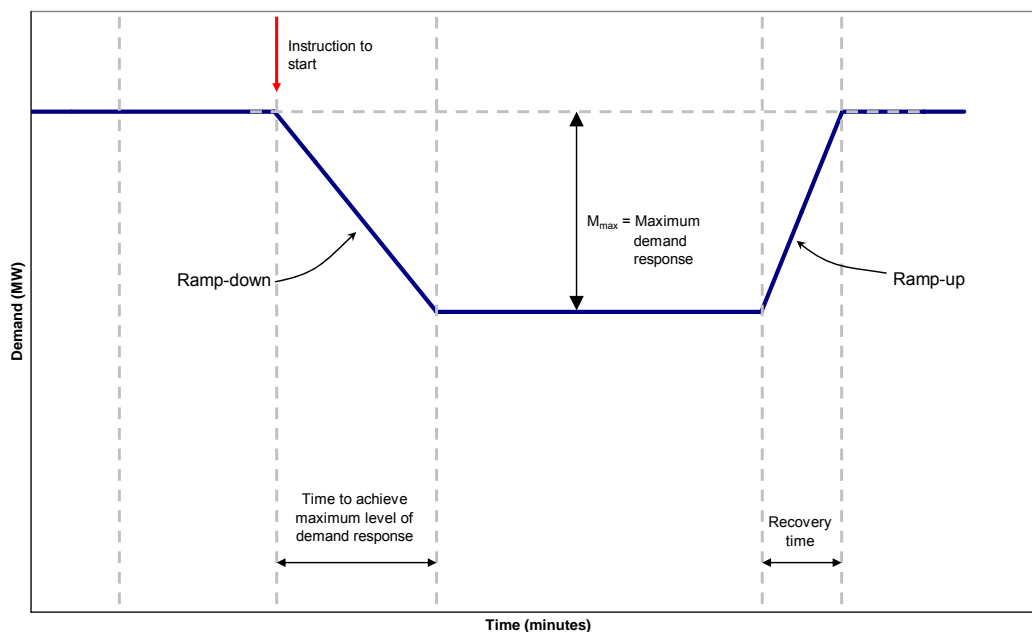 Instruction to
start
M_max = Maximum
demand
response
Ramp-down
Ramp-up
Demand (MW)
Time to achieve
maximum level of
demand response
Recovery
time
Time (minutes)